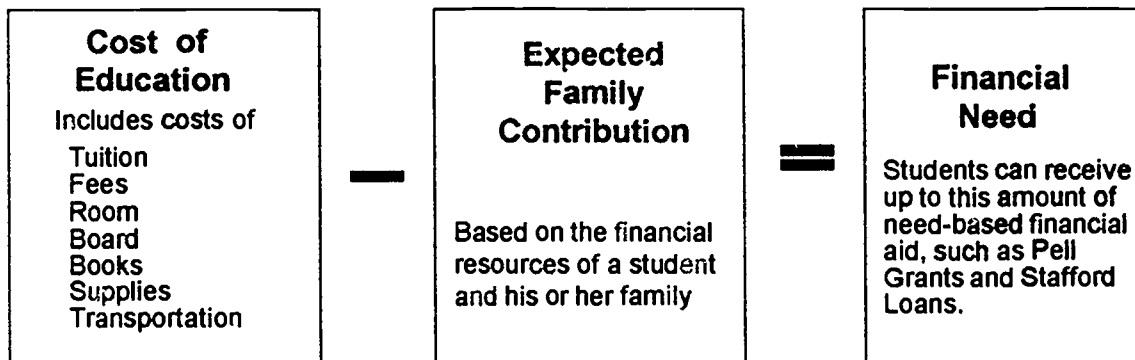 Cost of
Education
Includes costs of
Tuition
Fees
Room
Board
Books
Supplies
Transportation
Expected
Family
Contribution
Based on the financial
resources of a student
and his or her family
Financial
Need
Students can receive
up to this amount of
need-based financial
aid, such as Pell
Grants and Stafford
Loans.